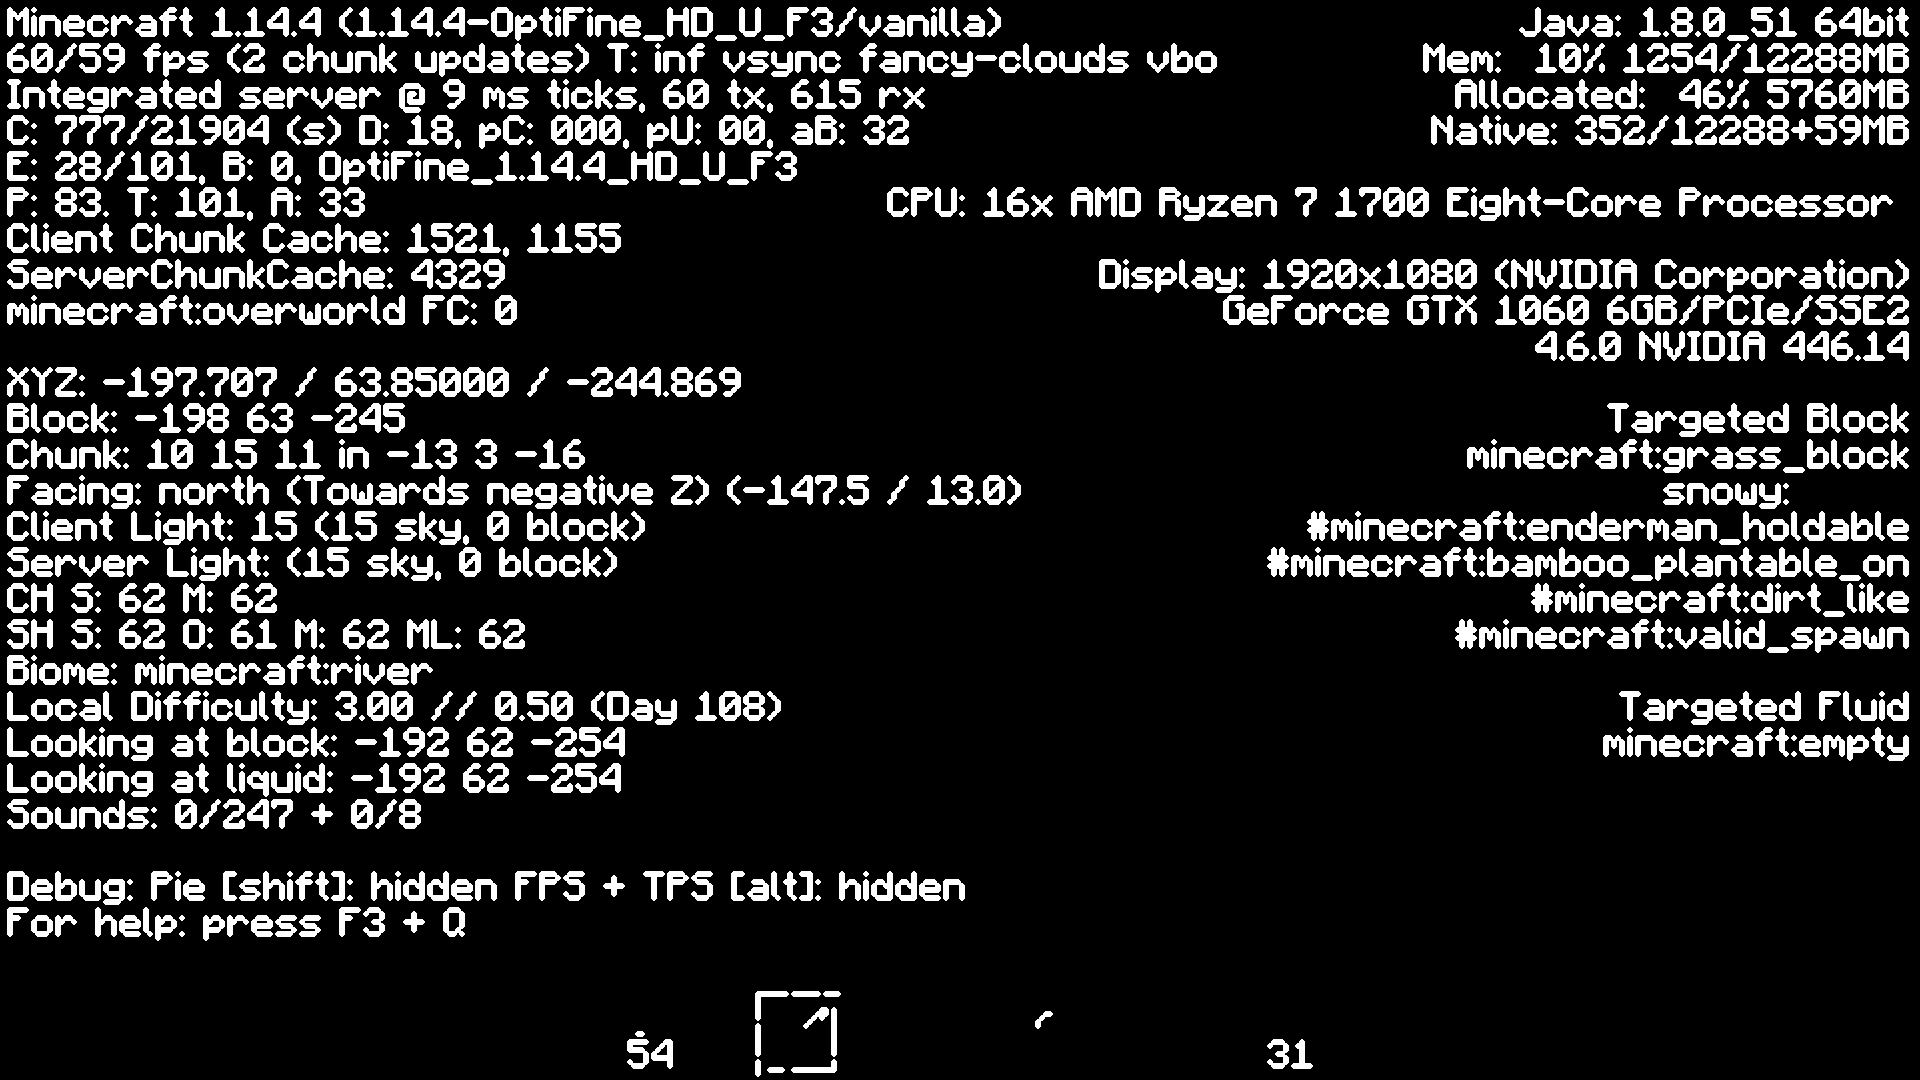 Minecraft 1.14.4 (1.14.4-OptiFine_HD_U_F3/vanilla)
60/59 fps (2 chunk updates) T: inf vsync fancy-clouds vbo
Integrated server @ 9 ms ticks, 60 tx, 615 rx
C: 777/21904 (s) D: 18, pC: 000, pU: 00, aB: 32
E: 28/101, B: 0, OptiFine_1.14.4_HD_U_F3
P: 83. T: 101, A: 33
Client Chunk Cache: 1521, 1155
ServerChunkCache: 4329
minecraft:overworld FC: 0
XYZ: -197.707 / 63.85000 / -244.869
Block: -198 63 -245
Chunk: 10 15 11 in -13 3 -16
Facing: north (Towards negative Z) (-147.5 / 13.0)
Client Light: 15 (15 sky, 0 block)
Server Light: (15 sky, 0 block)
CH S: 62 M: 62
SH S: 62 O: 61 M: 62 ML: 62
Biome: minecraft:river
Local Difficulty: 3.00 // 0.50 (Day 108)
Looking at block: -192 62 -254
Looking at liquid: -192 62 -254
Sounds: 0/247 + 0/8
Debug: Pie [shift]: hidden FPS + TPS [alt]: hidden
For help: press F3 + Q
Java: 1.8.0_51 64bit
Mem: 10% 1254/12288MB
Allocated: 46% 5760MB
Native: 352/12288+59MB
CPU: 16x AMD Ryzen 7 1700 Eight-Core Processor
Display: 1920x1080 (NVIDIA Corporation)
GeForce GTX 1060 6GB/PCIe/SSE2
4.6.0 NVIDIA 446.14
Targeted Block
minecraft:grass_block
snowy:
#minecraft:enderman_holdable
#minecraft:bamboo_plantable_on
#minecraft:dirt_like
#minecraft:valid_spawn
Targeted Fluid
minecraft:empty
54
31